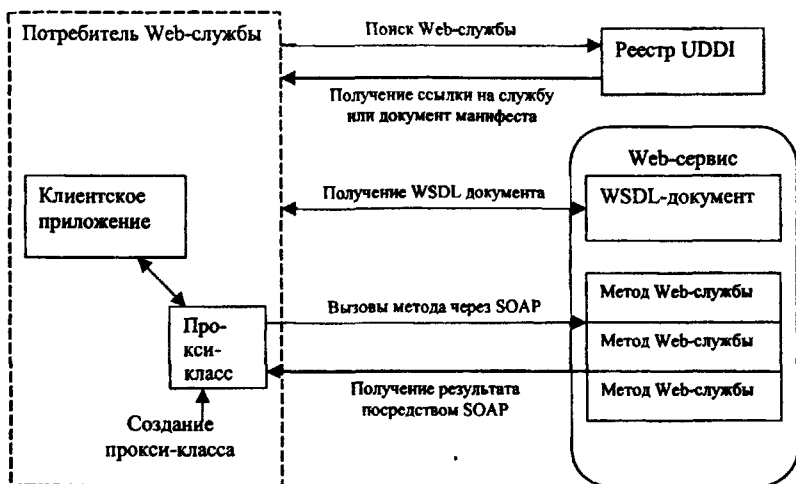 Потребитель Web-службы
Поиск Web-службы
Реестр UDDI
Получение ссылки на службу
или документ манифеста
Web-сервис
Клиентское
приложение
Получение WSDL документа
WSDL-документ
Вызовы метода через SOAP
Метод Web-службы
Про-
кси-
класс
Метод Web-службы
Получение результата
посредством SOAP
Метод Web-службы
Создание
прокси-класса